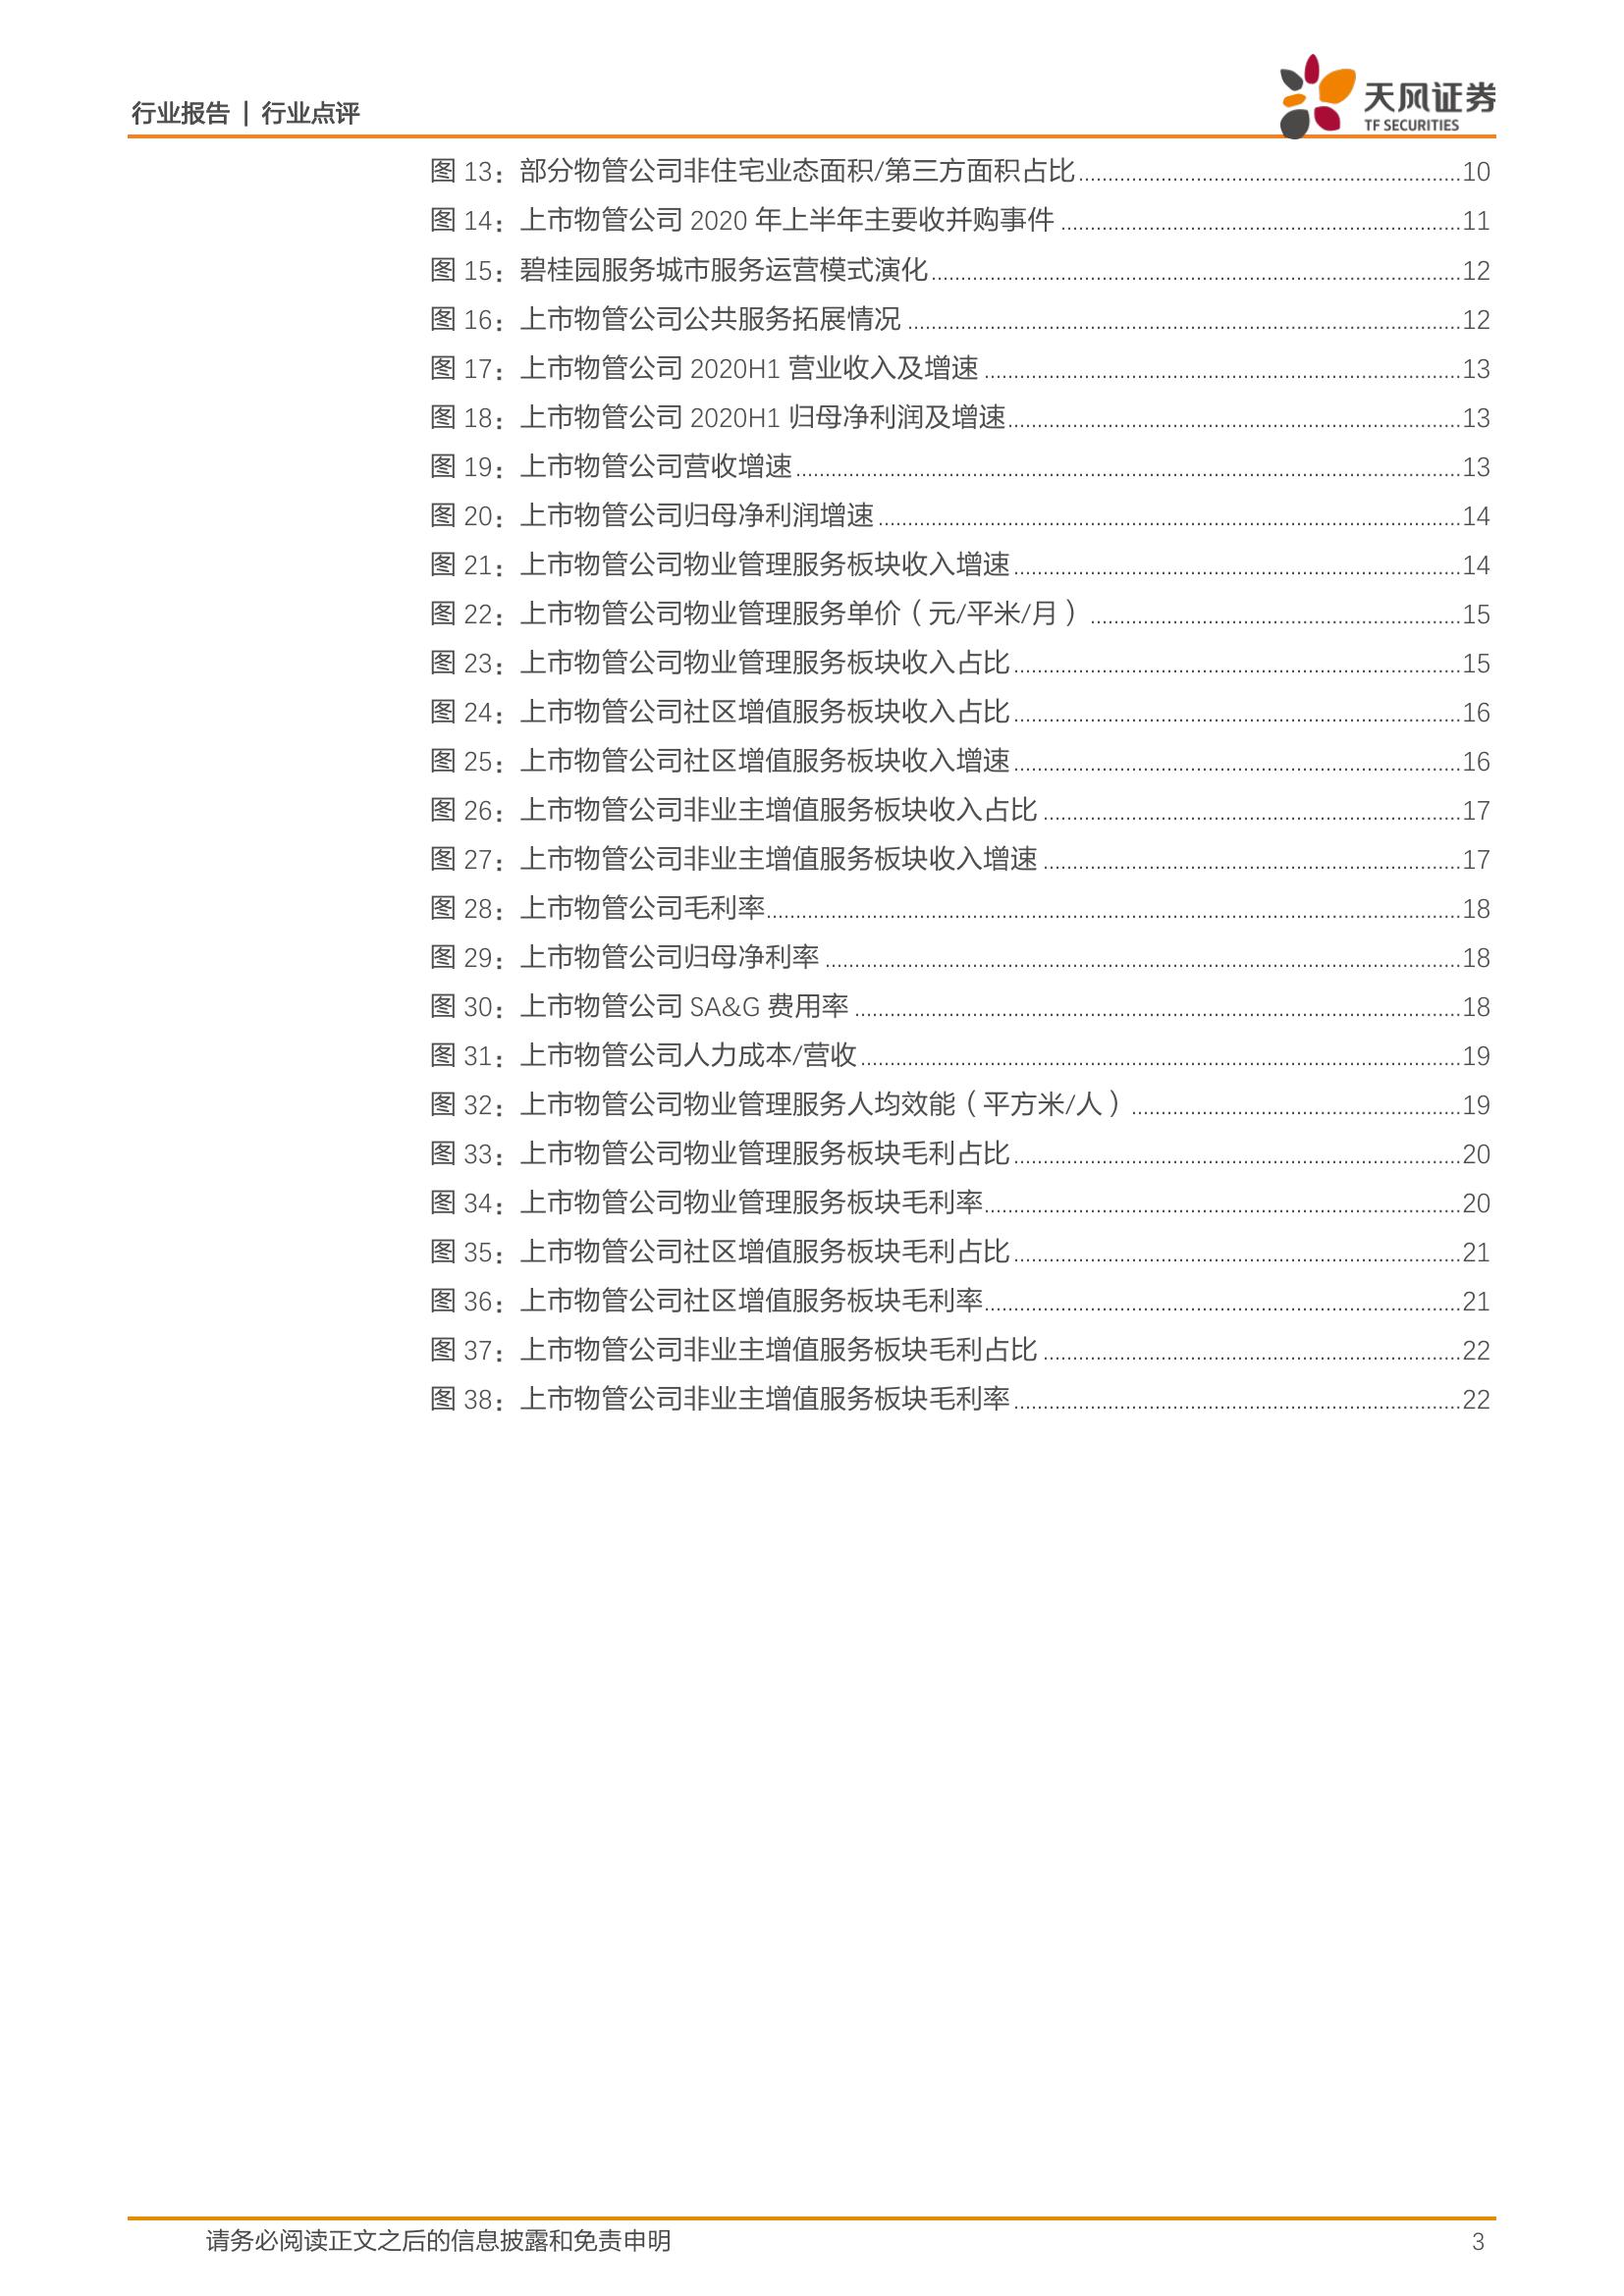 行业报告 | 行业点评
天风证券
TF SECURITIES
图 13：部分物管公司非住宅业态面积/第三方面积占比 10
图 14：上市物管公司 2020 年上半年主要收并购事件 11
图 15：碧桂园服务城市服务运营模式演化 12
图 16：上市物管公司公共服务拓展情况 12
图 17：上市物管公司 2020H1 营业收入及增速 13
图 18：上市物管公司 2020H1 归母净利润及增速 13
图 19：上市物管公司营收增速 13
图 20：上市物管公司归母净利润增速 14
图 21：上市物管公司物业管理服务板块收入增速 14
图 22：上市物管公司物业管理服务单价（元/平米/月） 15
图 23：上市物管公司物业管理服务板块收入占比 15
图 24：上市物管公司社区增值服务板块收入占比 16
图 25：上市物管公司社区增值服务板块收入增速 16
图 26：上市物管公司非业主增值服务板块收入占比 17
图 27：上市物管公司非业主增值服务板块收入增速 17
图 28：上市物管公司毛利率 18
图 29：上市物管公司归母净利率 18
图 30：上市物管公司 SA&G 费用率 18
图 31：上市物管公司人力成本/营收 19
图 32：上市物管公司物业管理服务人均效能（平方米/人） 19
图 33：上市物管公司物业管理服务板块毛利占比 20
图 34：上市物管公司物业管理服务板块毛利率 20
图 35：上市物管公司社区增值服务板块毛利占比 21
图 36：上市物管公司社区增值服务板块毛利率 21
图 37：上市物管公司非业主增值服务板块毛利占比 22
图 38：上市物管公司非业主增值服务板块毛利率 22
请务必阅读正文之后的信息披露和免责申明 3